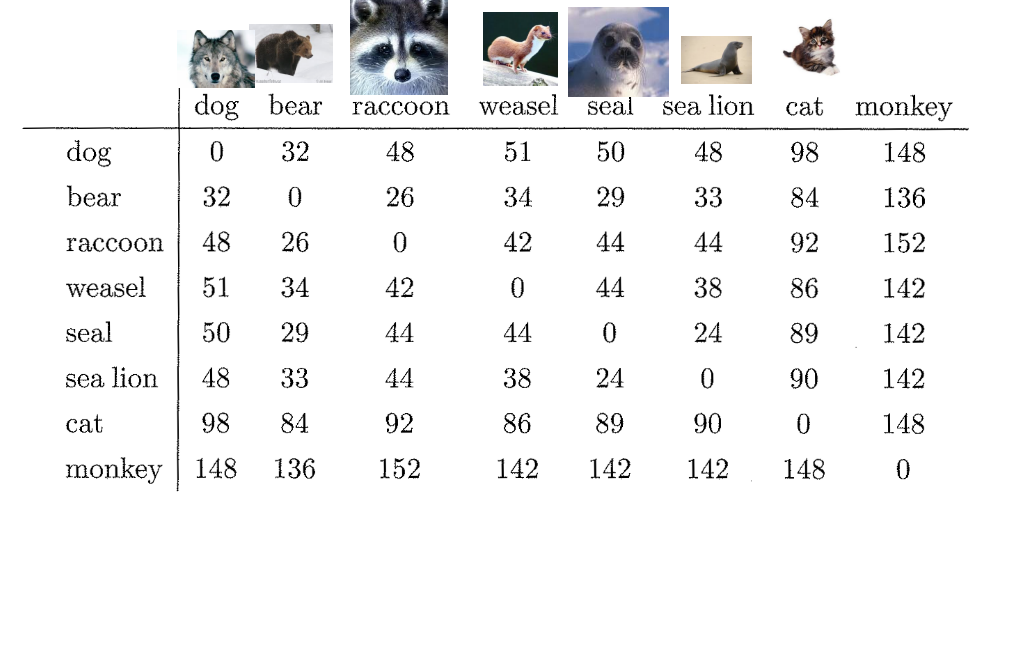 dog bear raccoon weasel seal sea lion cat monkey
dog 0 32 48 51 50 48 98 148
bear 32 0 26 34 29 33 84 136
raccoon 48 26 0 42 44 44 92 152
weasel 51 34 42 0 44 38 86 142
seal 50 29 44 44 0 24 89 142
sea lion 48 33 44 38 24 0 90 142
cat 98 84 92 86 89 90 0 148
monkey 148 136 152 142 142 142 148 0